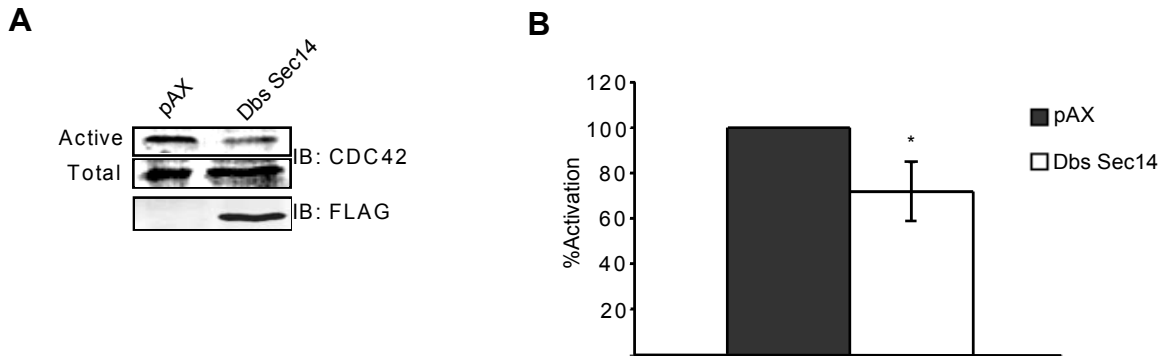 A
pAX
Dbs Sec14
Active
IB: CDC42
Total
IB: FLAG
B
120
100
80
60
40
20
%Activation
*
pAX
Dbs Sec14